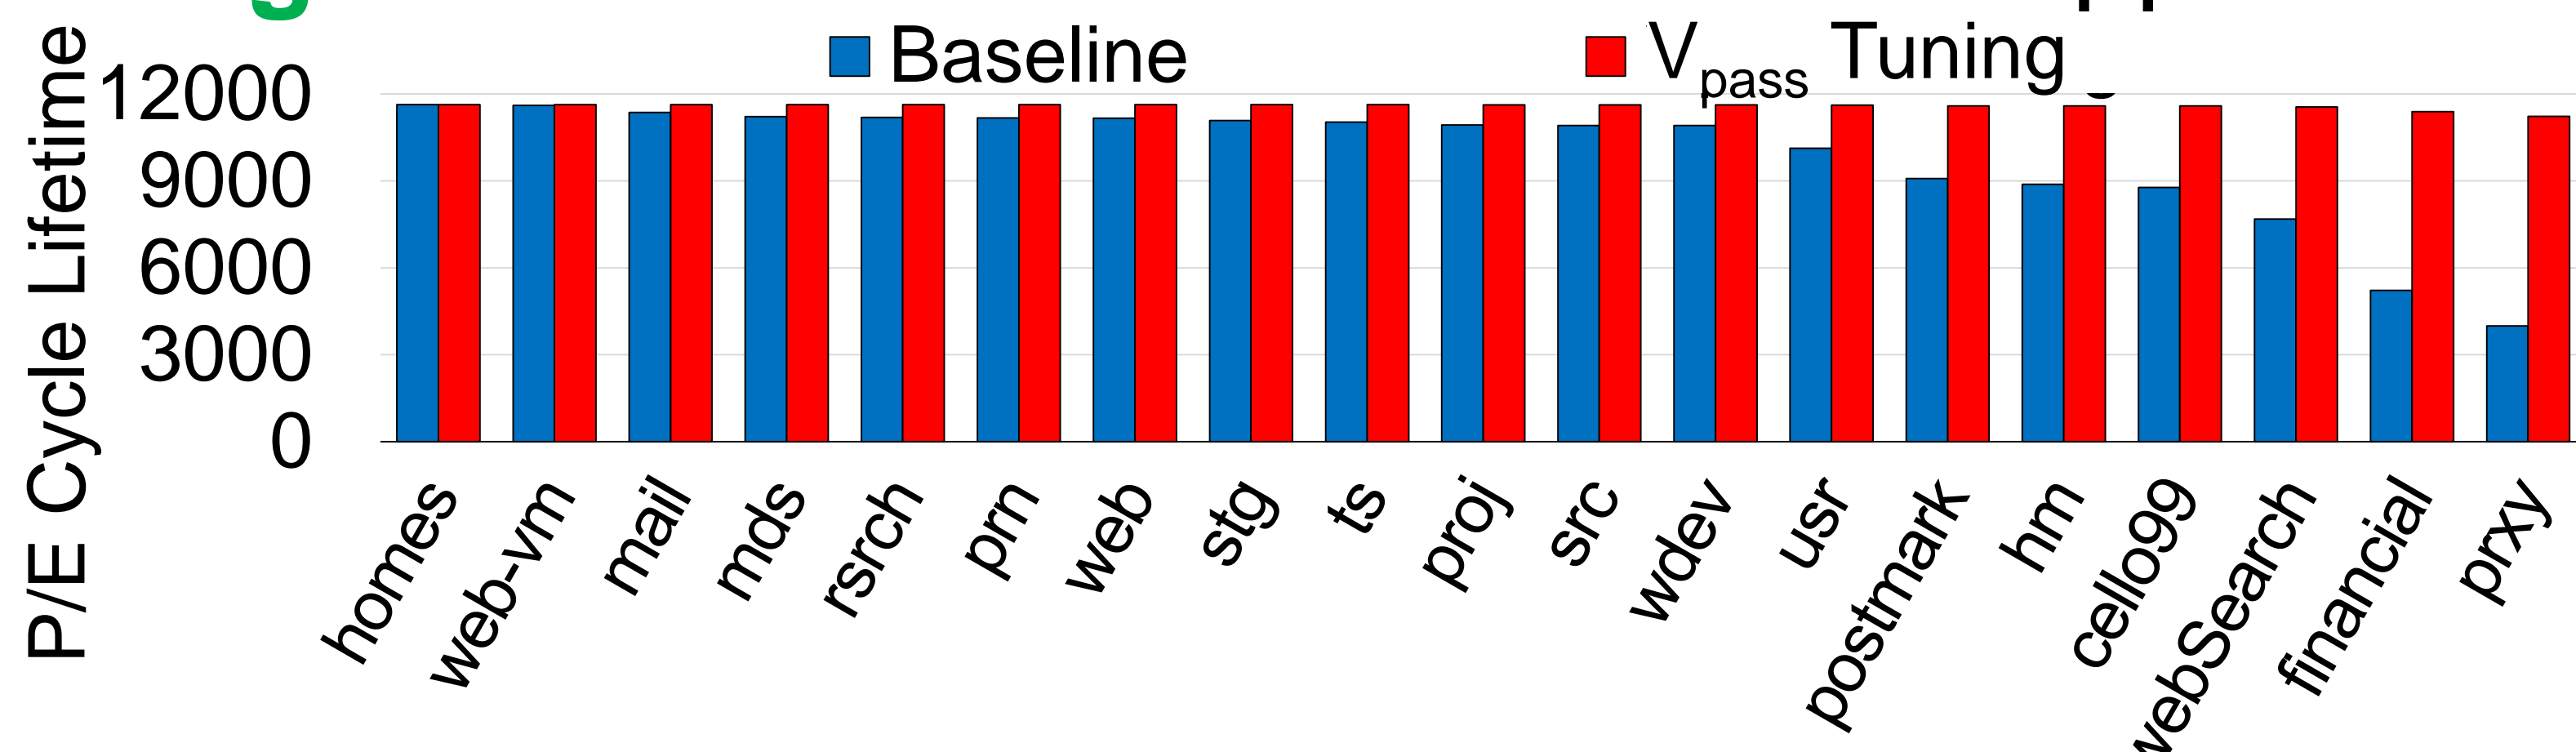 Baseline
Vpass Tuning
P/E Cycle Lifetime
12000
9000
6000
3000
0
homes
web-vm
mail
mds
rsrch
prn
web
stg
ts
proj
src
wdev
usr
postmark
hm
cello99
webSearch
financial
prxy